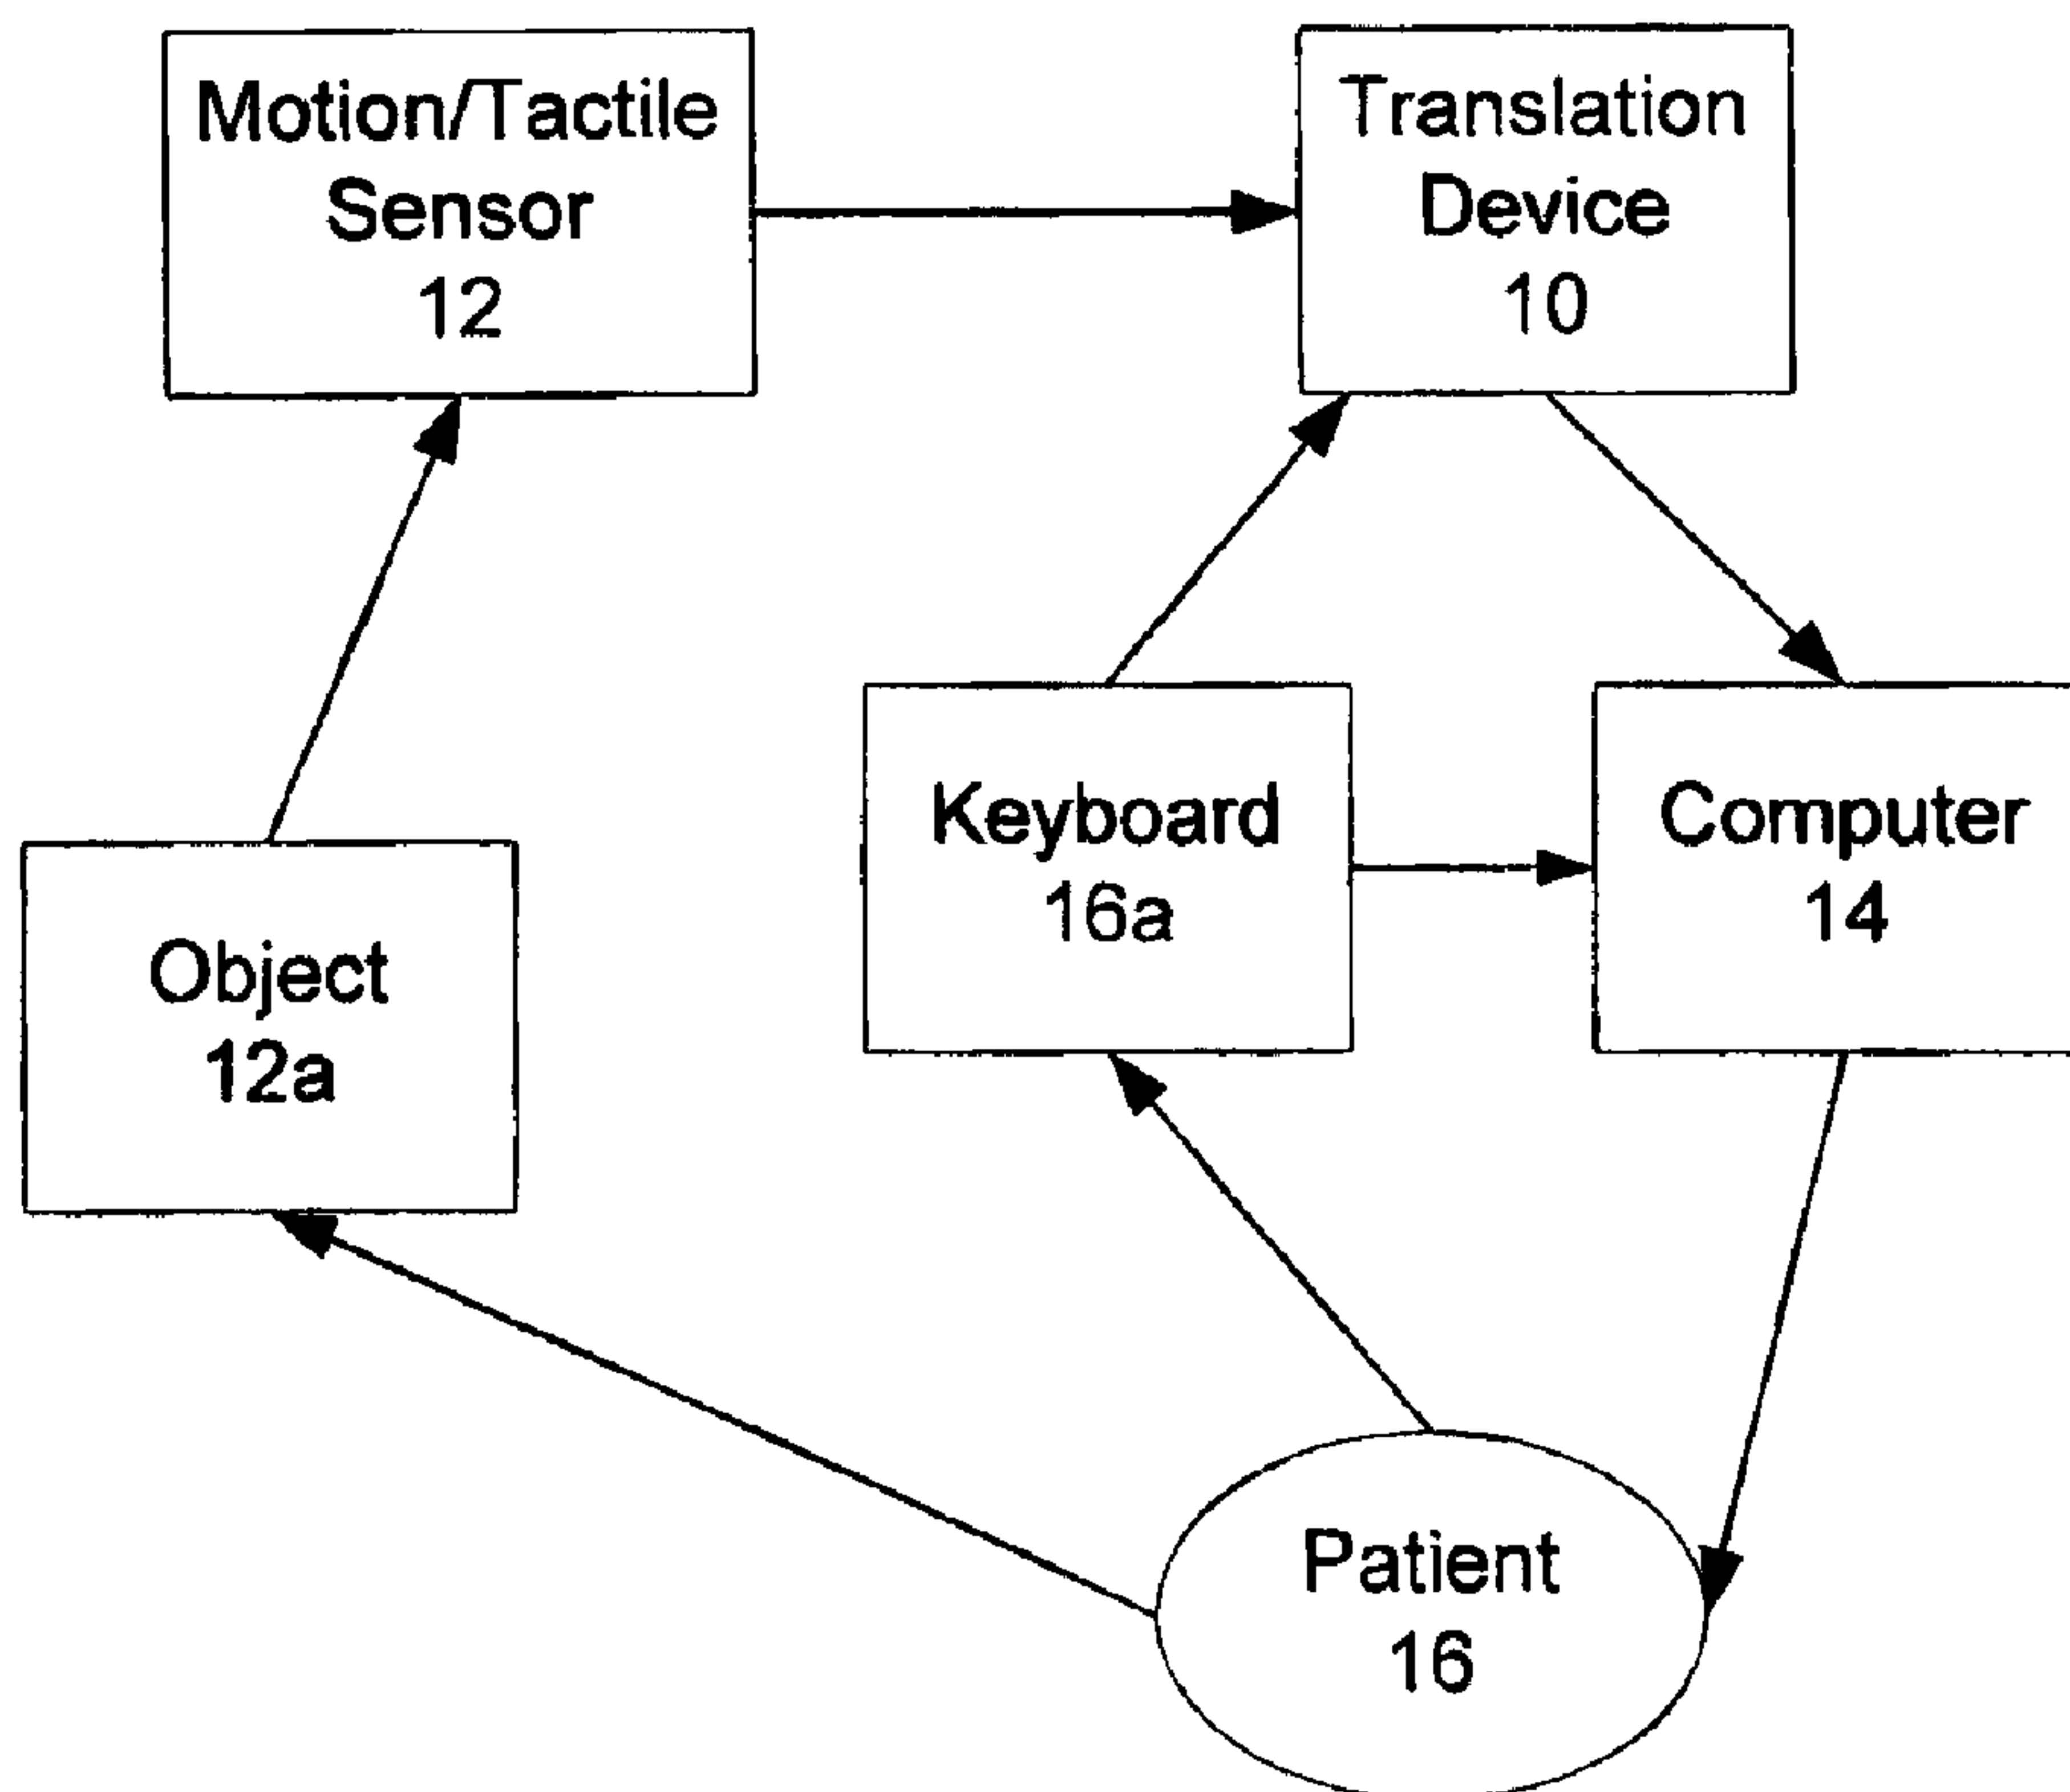 Motion/Tactile
Sensor
12
Translation
Device
10
Keyboard
16a
Computer
14
Object
12a
Patient
16